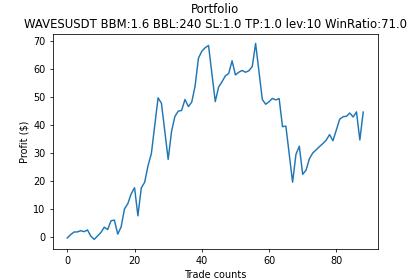 Portfolio
WAVESUSDT BBM:1.6 BBL:240 SL:1.0 TP:1.0 lev:10 WinRatio:71.0
70
60
50
40
30
20
10
0
Profit ($)
0 20 40 60 80
Trade counts